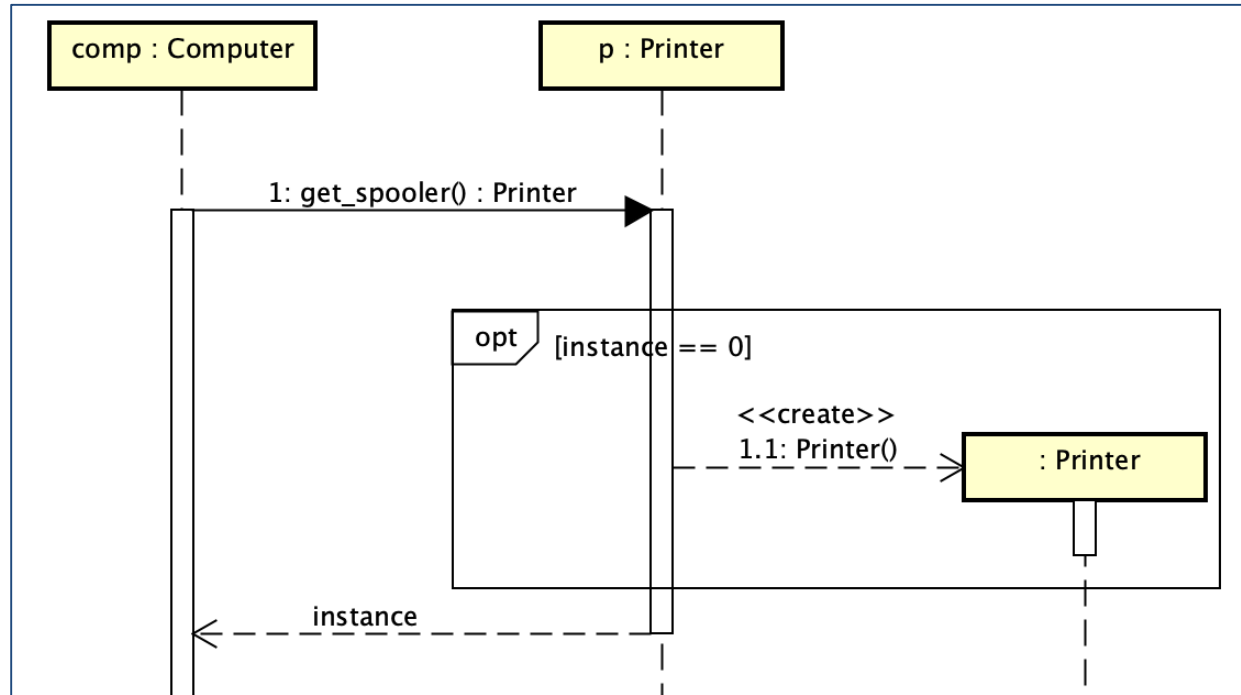 comp : Computer
p : Printer
1: get_spooler() : Printer
opt
[instance == 0]
<<create>>
1.1: Printer()
: Printer
instance